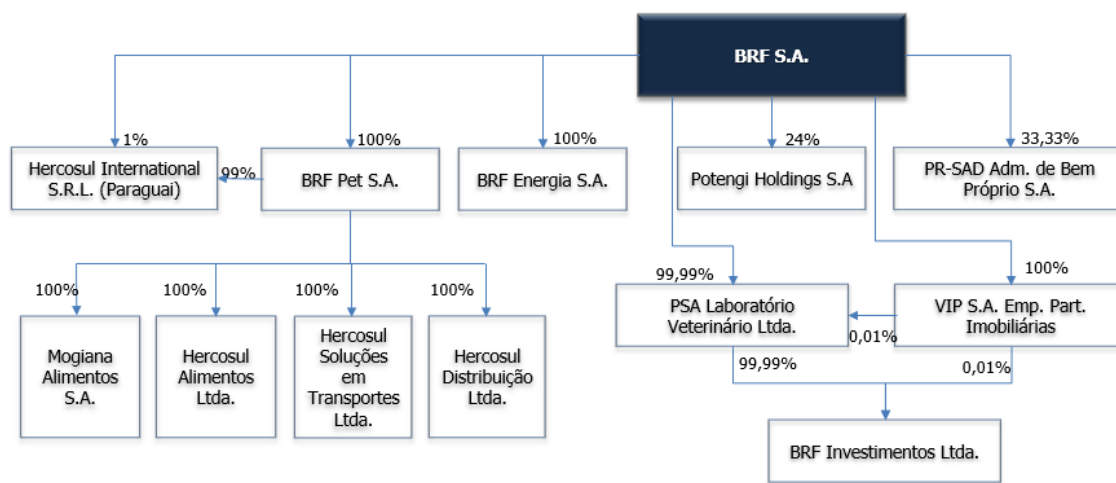 BRF S.A.
1%
100%
100%
24%
33,33%
Hercosul International
S.R.L. (Paraguai)
99%
BRF Pet S.A.
BRF Energia S.A.
Potengi Holdings S.A
PR-SAD Adm. de Bem
Próprio S.A.
100%
100%
100%
100%
99,99%
100%
Mogiana
Alimentos
S.A.
Hercosul
Alimentos
Ltda.
Hercosul
Soluções
em
Transportes
Ltda.
Hercosul
Distribuição
Ltda.
PSA Laboratório
Veterinário Ltda.
0,01%
VIP S.A. Emp. Part.
Imobiliárias
99,99%
0,01%
BRF Investimentos Ltda.